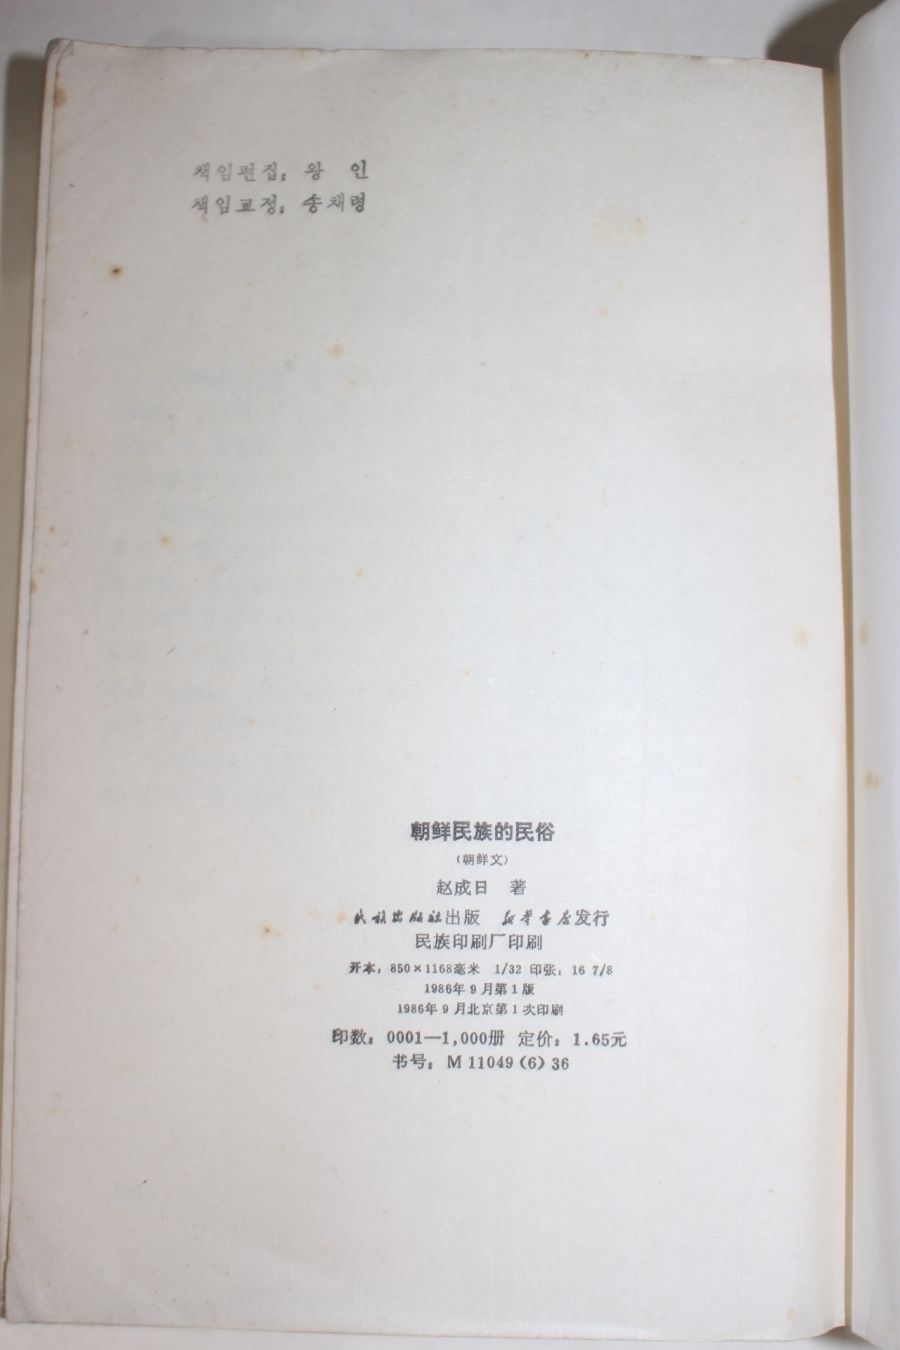 책임편집: 왕 인
책임교정: 송채령
朝鲜民族的民俗
(朝鲜文)
赵成日 著
民族出版社出版 新华书店发行
民族印刷厂印刷
开本: 850×1168毫米 1/32 印张: 16 7/8
1986年9月第1版
1986年9月北京第1次印刷
印数: 0001—1,000册 定价: 1.65元
书号: M 11049(6)36